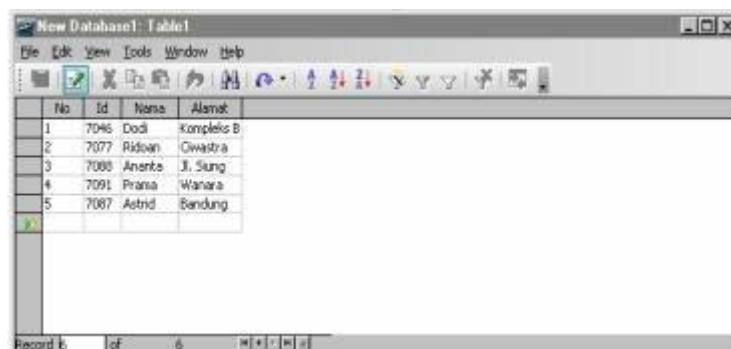 New Database1: Table1
File Edit View Tools Window Help
No Id Nama Alamat
1 7046 Dodi Kompleks B
2 7077 Ridoan Ciwastra
3 7088 Ananta Jl. Siung
4 7091 Prama Wanara
5 7087 Astrid Bandung
Record 6 of 6